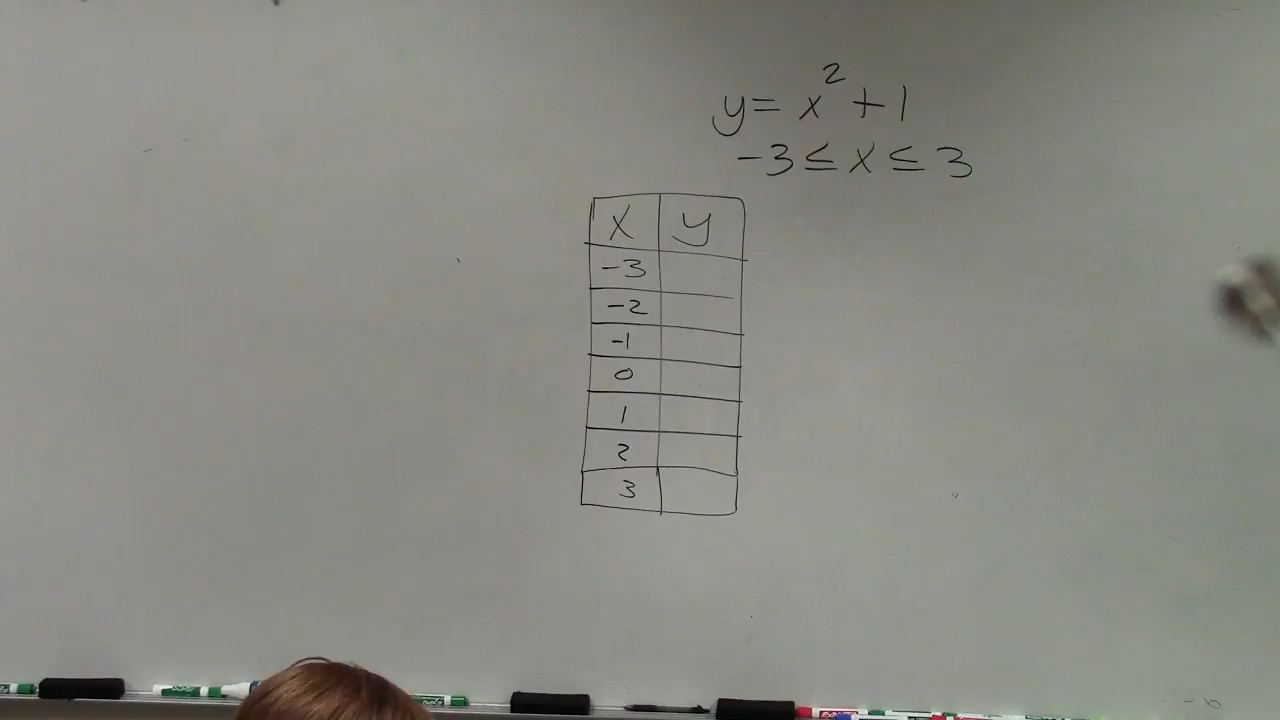 y = x² + 1
-3 ≤ x ≤ 3
x y
-3
-2
-1
0
1
2
3